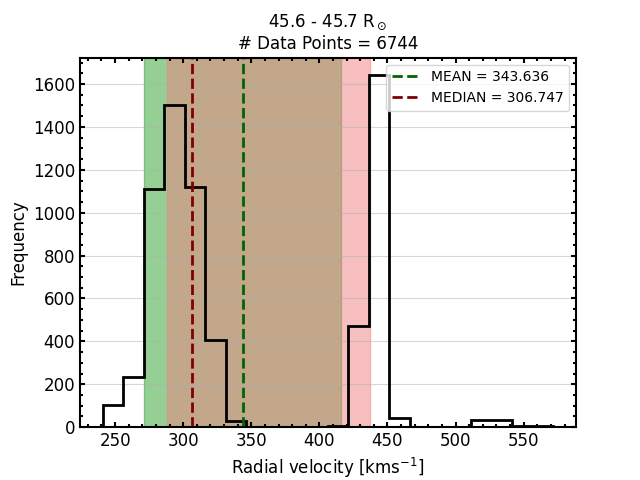 45.6 - 45.7 R⊙
# Data Points = 6744
MEAN = 343.636
MEDIAN = 306.747
Frequency
1600
1400
1200
1000
800
600
400
200
0
250 300 350 400 450 500 550
Radial velocity [kms⁻¹]